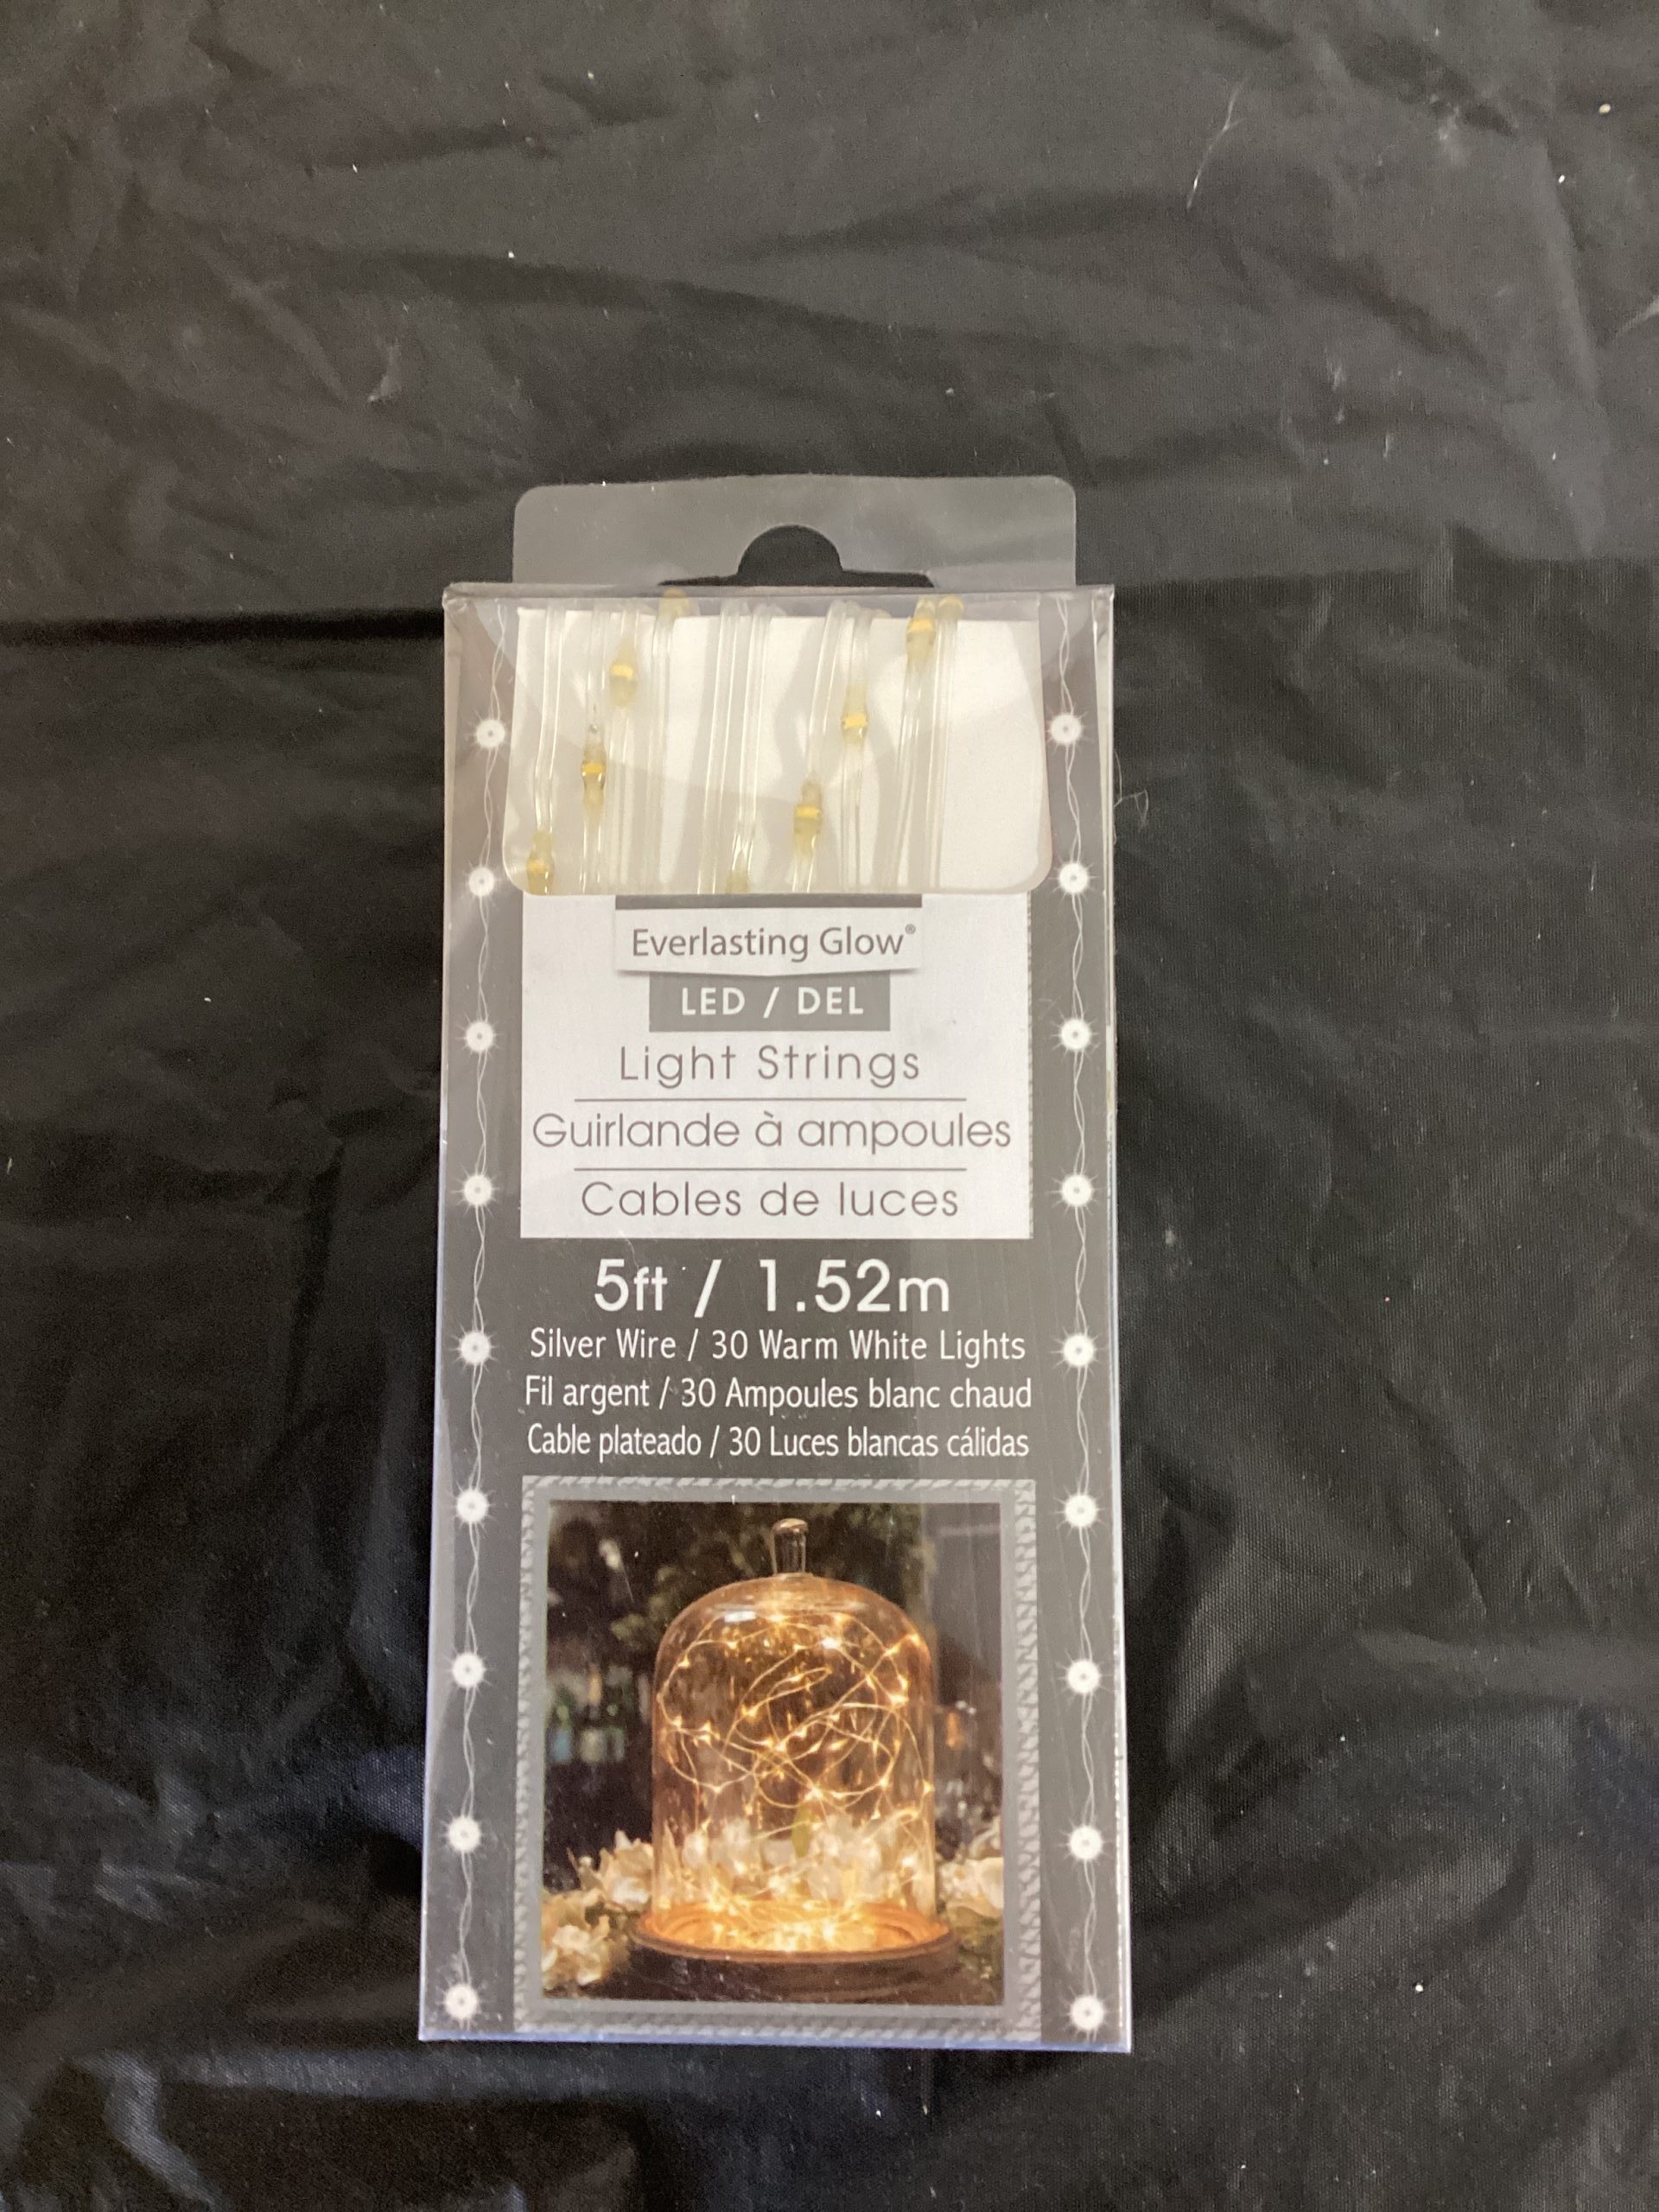 Everlasting Glow®
LED / DEL
Light Strings
Guirlande à ampoules
Cables de luces
5ft / 1.52m
Silver Wire / 30 Warm White Lights
Fil argent / 30 Ampoules blanc chaud
Cable plateado / 30 Luces blancas cálidas